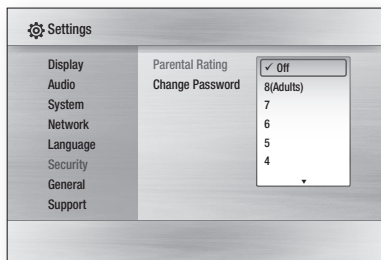 Settings
Display
Audio
System
Network
Language
Security
General
Support
Parental Rating
Change Password
✓ Off
8(Adults)
7
6
5
4